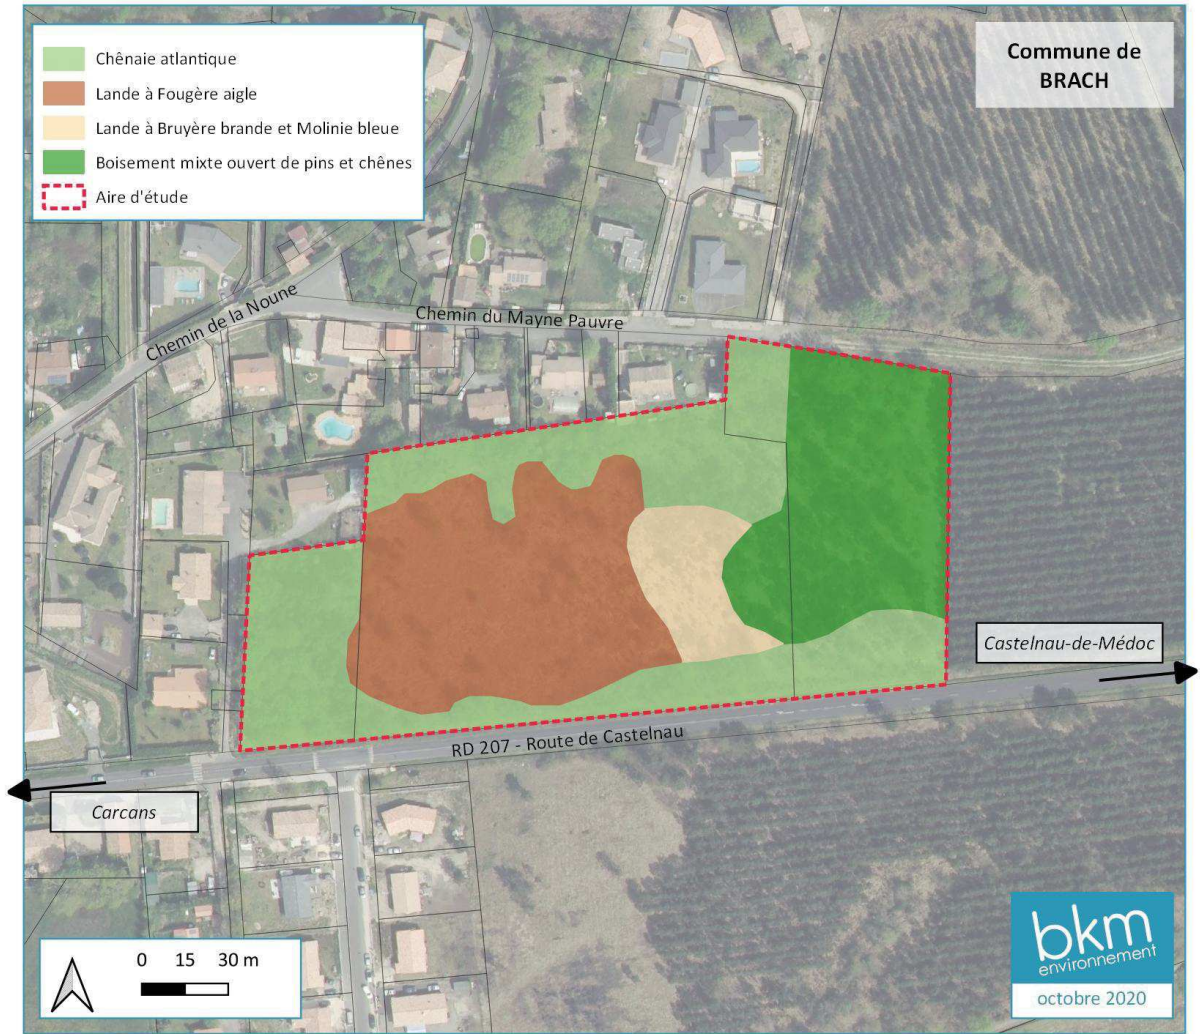 Chênaie atlantique
Lande à Fougère aigle
Lande à Bruyère brande et Molinie bleue
Boisement mixte ouvert de pins et chênes
Aire d'étude
Commune de
BRACH
Chemin de la Noune
Chemin du Mayne Pauvre
Castelnau-de-Médoc
RD 207 - Route de Castelnau
Carcans
0 15 30 m
bkm
environnement
octobre 2020